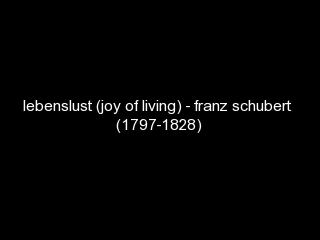 lebenslust (joy of living) - franz schubert
(1797-1828)